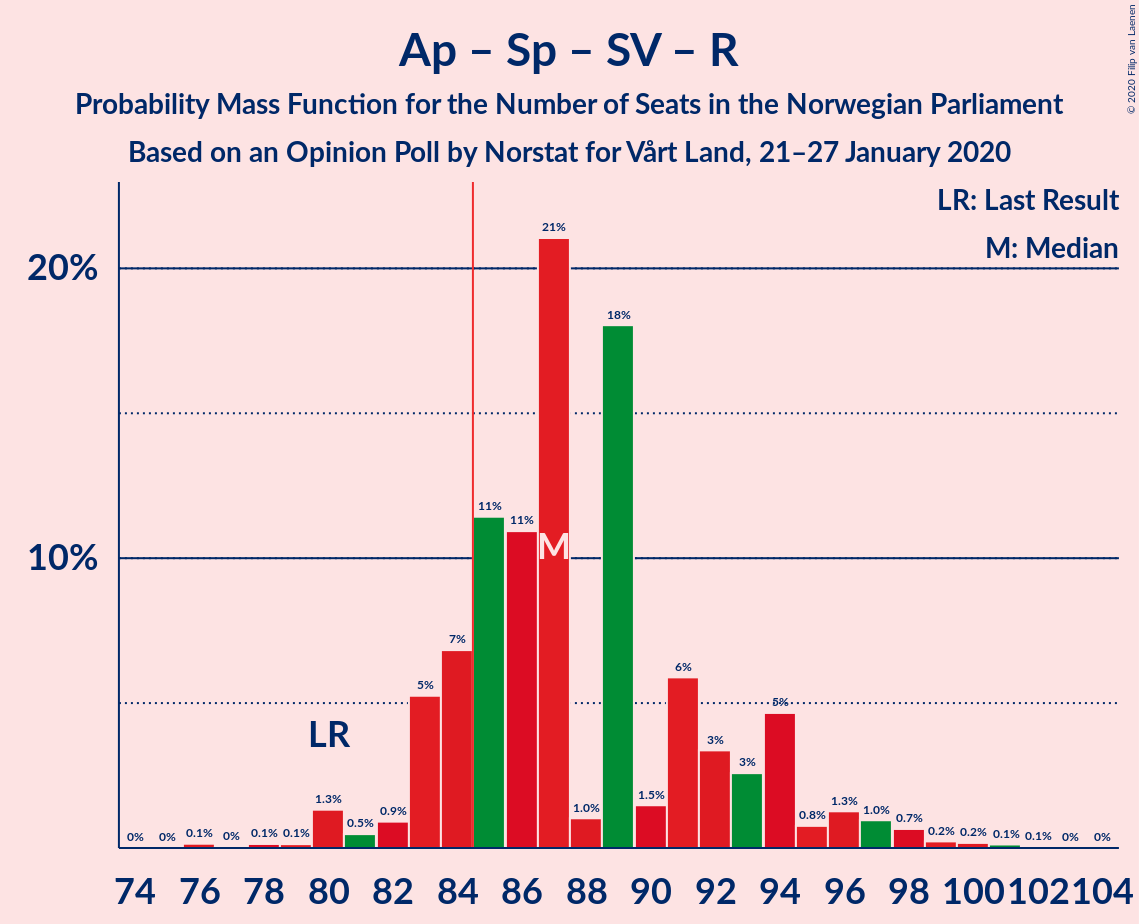 © 2020 Filip van Laenen
Ap – Sp – SV – R
Probability Mass Function for the Number of Seats in the Norwegian Parliament
Based on an Opinion Poll by Norstat for Vårt Land, 21–27 January 2020
LR: Last Result
M: Median
20%
10%
LR
M
0% 0% 0.1% 0% 0.1% 0.1% 1.3% 0.5% 0.9% 5% 7% 11% 11% 21% 1.0% 18% 1.5% 6% 3% 3% 5% 0.8% 1.3% 1.0% 0.7% 0.2% 0.2% 0.1% 0.1% 0% 0%
74 76 78 80 82 84 86 88 90 92 94 96 98 100 102 104